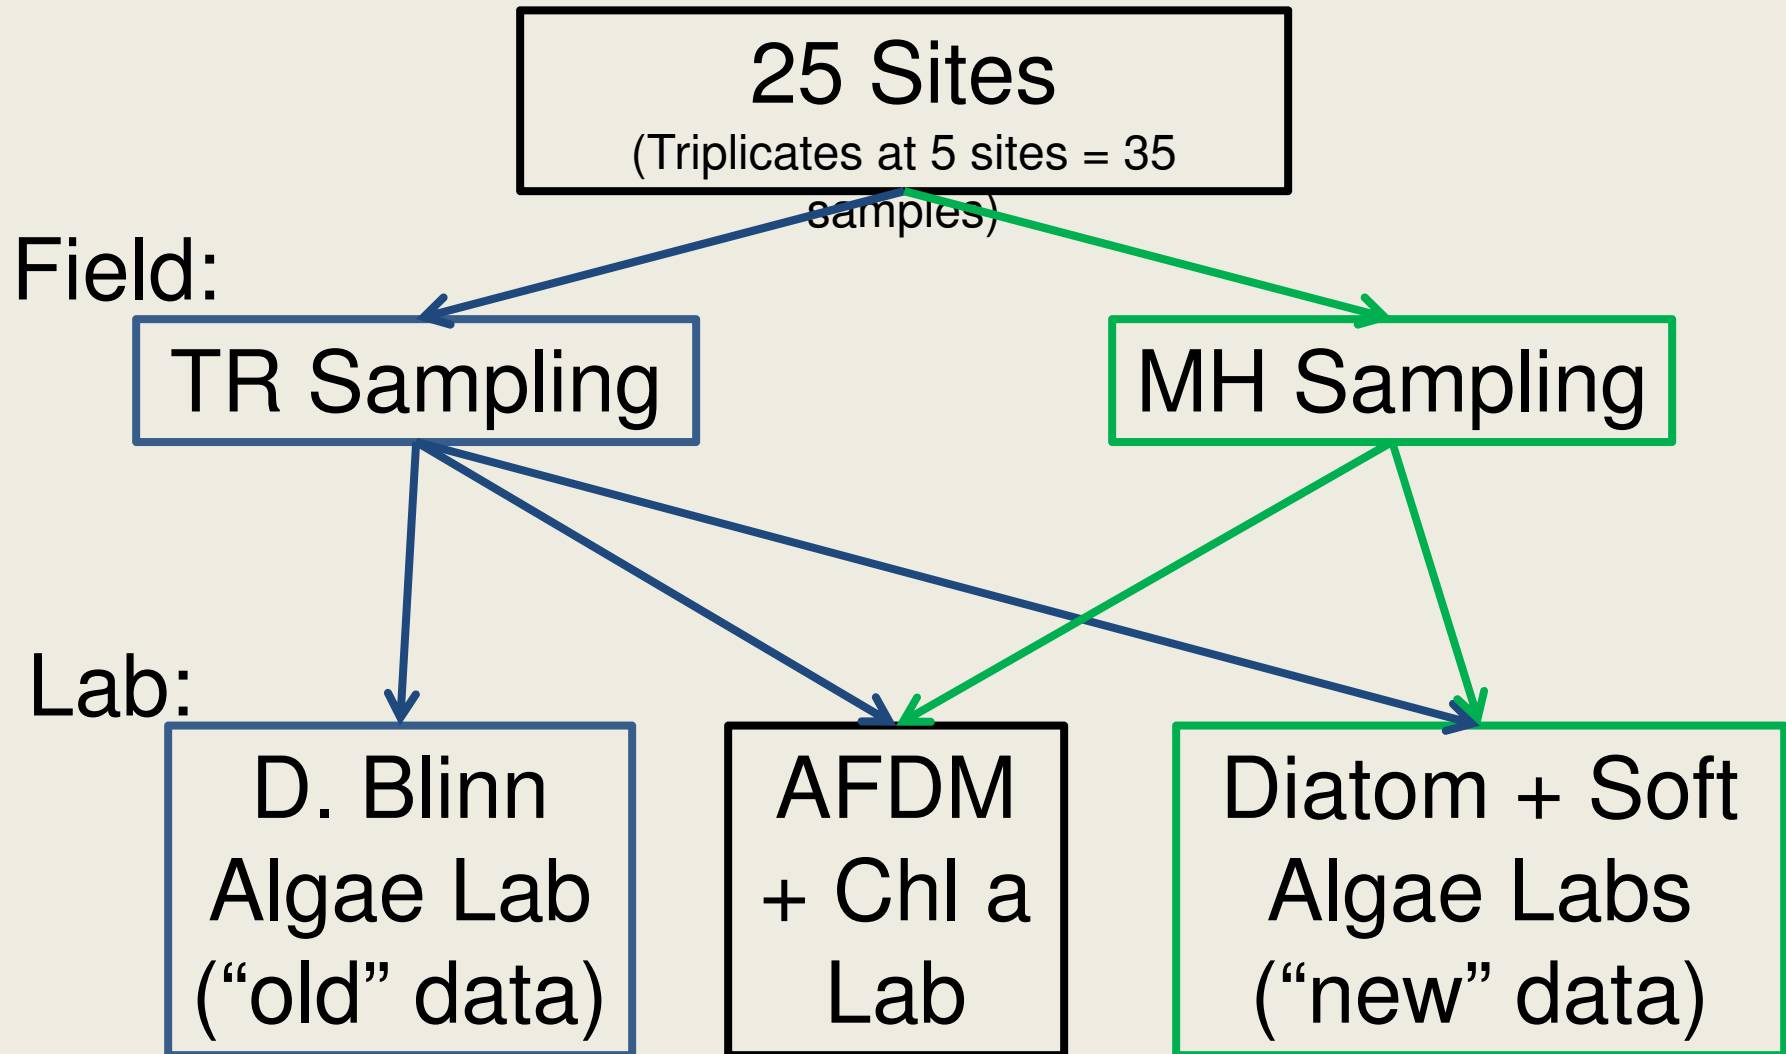 25 Sites
(Triplicates at 5 sites = 35
samples)
Field:
TR Sampling
MH Sampling
Lab:
D. Blinn
Algae Lab
(“old” data)
AFDM
+ Chl a
Lab
Diatom + Soft
Algae Labs
(“new” data)